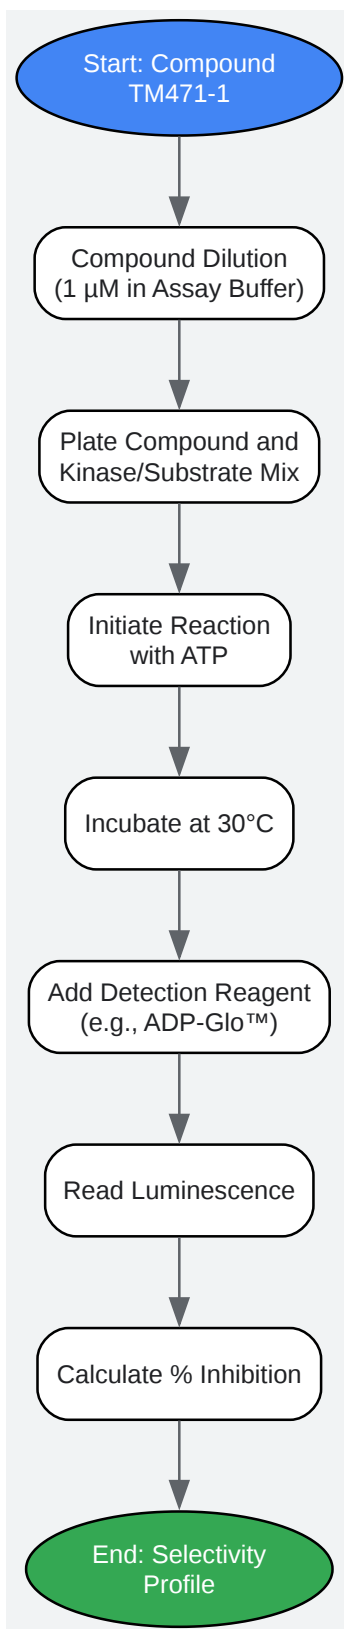 Start: Compound
TM471-1
Compound Dilution
(1 µM in Assay Buffer)
Plate Compound and
Kinase/Substrate Mix
Initiate Reaction
with ATP
Incubate at 30°C
Add Detection Reagent
(e.g., ADP-Glo™)
Read Luminescence
Calculate % Inhibition
End: Selectivity
Profile